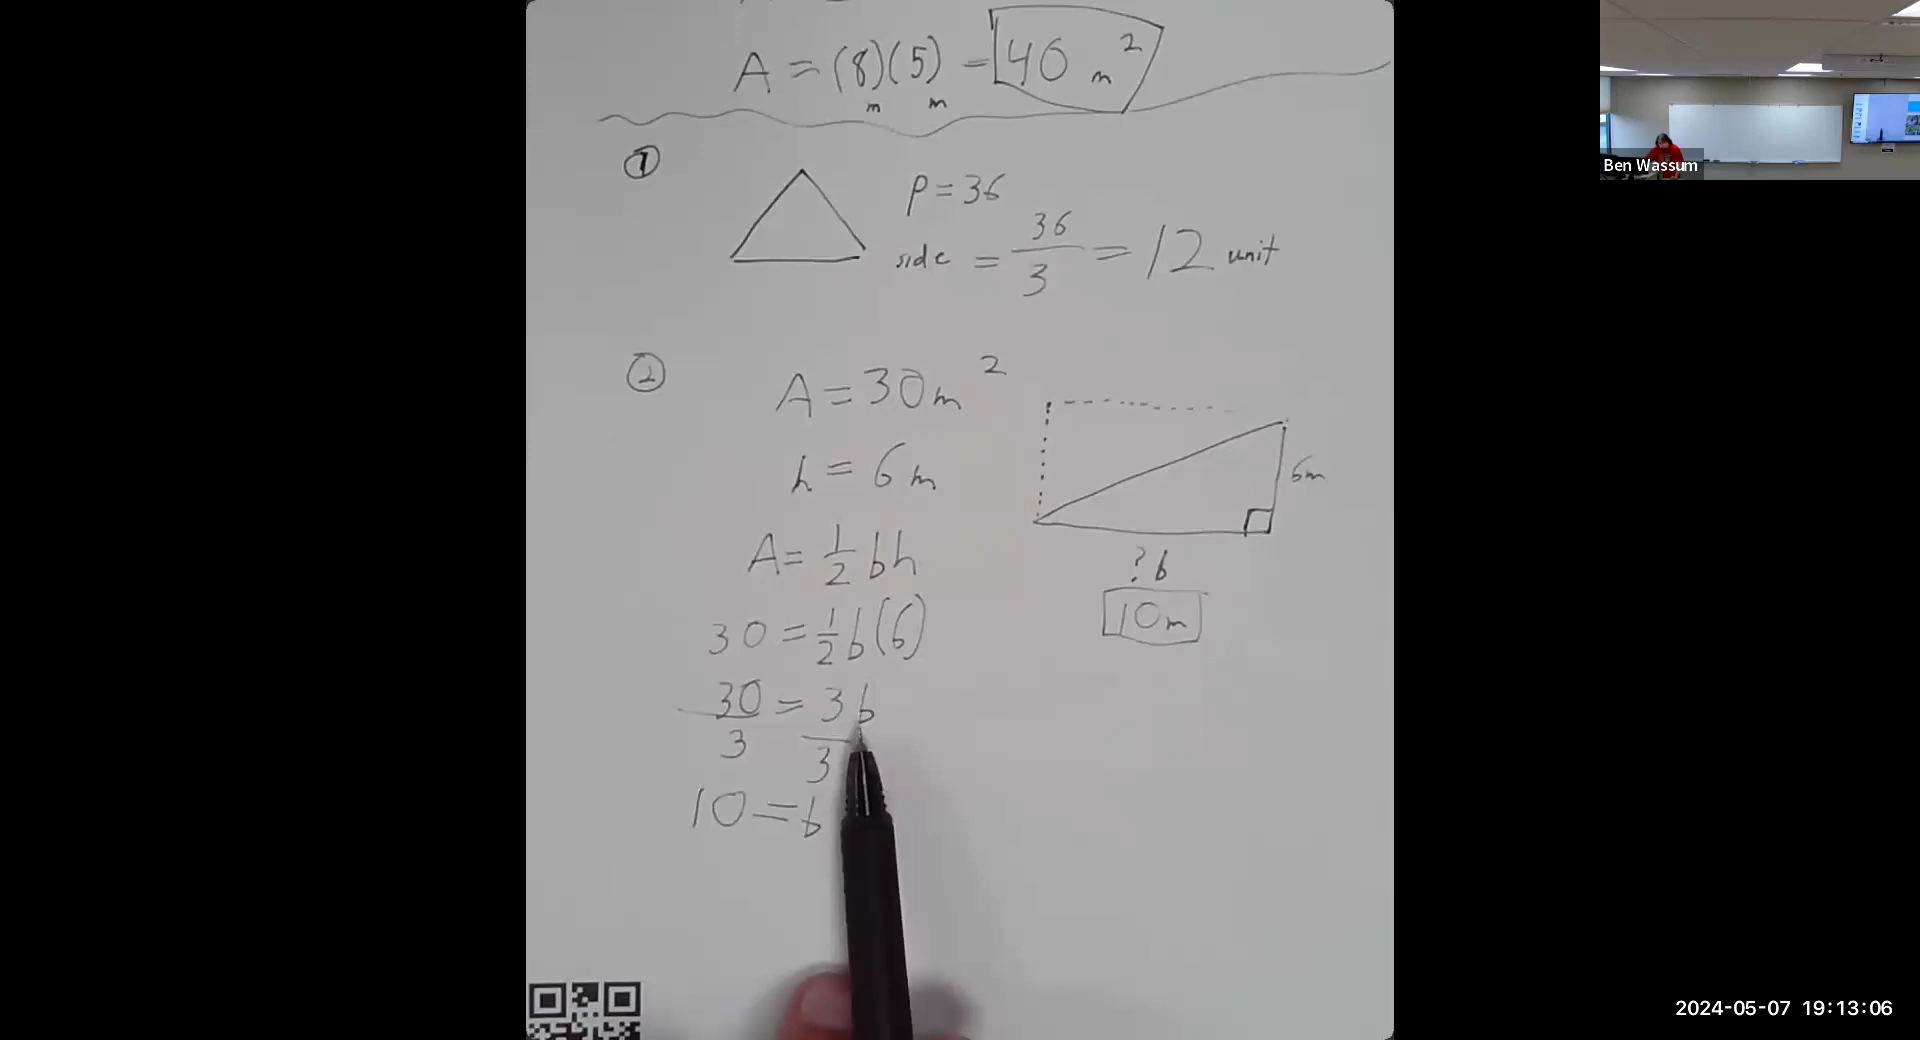 A = (8)(5) = 40 m²
m m
①
P = 36
side = 36/3 = 12 unit
②
A = 30 m²
h = 6 m
6m
A = 1/2 bh
? b
10 m
30 = 1/2 b(6)
30/3 = 3b/3
10 = b
Ben Wassum
2024-05-07 19:13:06